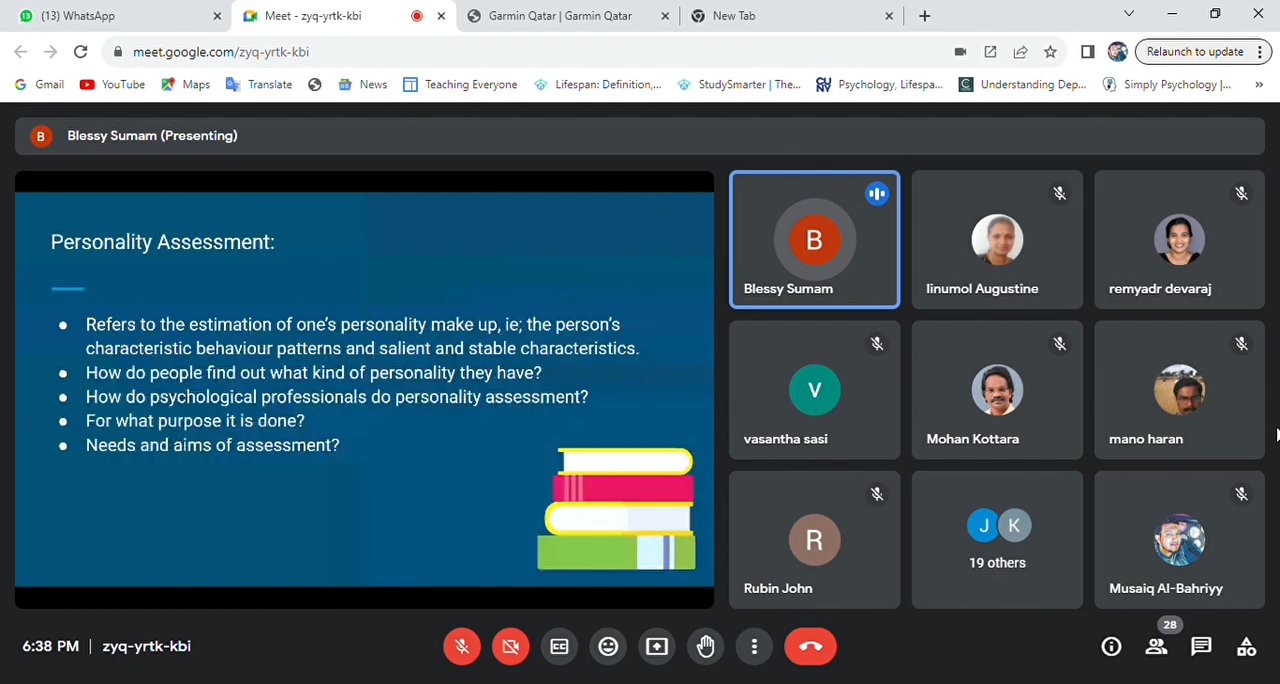 (13) WhatsApp
Meet - zyq-yrtk-kbi
Garmin Qatar | Garmin Qatar
New Tab
meet.google.com/zyq-yrtk-kbi
Relaunch to update
Gmail
YouTube
Maps
Translate
News
Teaching Everyone
Lifespan: Definition,...
StudySmarter | The...
Psychology, Lifespa...
Understanding Dep...
Simply Psychology |...
B
Blessy Sumam (Presenting)
Personality Assessment:
Refers to the estimation of one's personality make up, ie; the person's
characteristic behaviour patterns and salient and stable characteristics.
How do people find out what kind of personality they have?
How do psychological professionals do personality assessment?
For what purpose it is done?
Needs and aims of assessment?
B
Blessy Sumam
linumol Augustine
remyadr devaraj
V
vasantha sasi
Mohan Kottara
mano haran
R
Rubin John
J K
19 others
Musaiq Al-Bahriyy
6:38 PM | zyq-yrtk-kbi
28